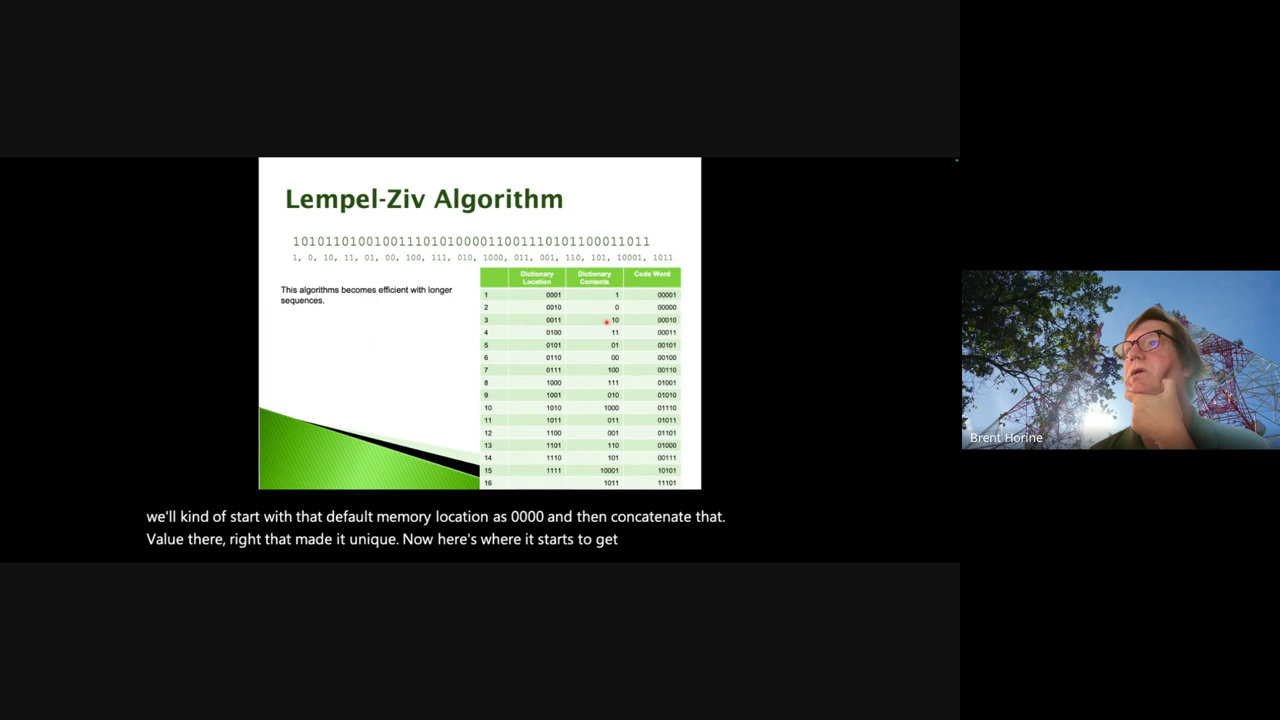 Lempel-Ziv Algorithm
10101101001001110101000011001110101100011011
1, 0, 10, 11, 01, 00, 100, 111, 010, 1000, 011, 001, 110, 101, 10001, 1011
This algorithms becomes efficient with longer
sequences.
Dictionary Location Dictionary Contents Code Word
1 0001 1 00001
2 0010 0 00000
3 0011 10 00010
4 0100 11 00011
5 0101 01 00101
6 0110 00 00100
7 0111 100 00110
8 1000 111 01001
9 1001 010 01010
10 1010 1000 01110
11 1011 011 01011
12 1100 001 01101
13 1101 110 01000
14 1110 101 00111
15 1111 10001 10101
16 1011 11101
Brent Horine
we'll kind of start with that default memory location as 0000 and then concatenate that.
Value there, right that made it unique. Now here's where it starts to get